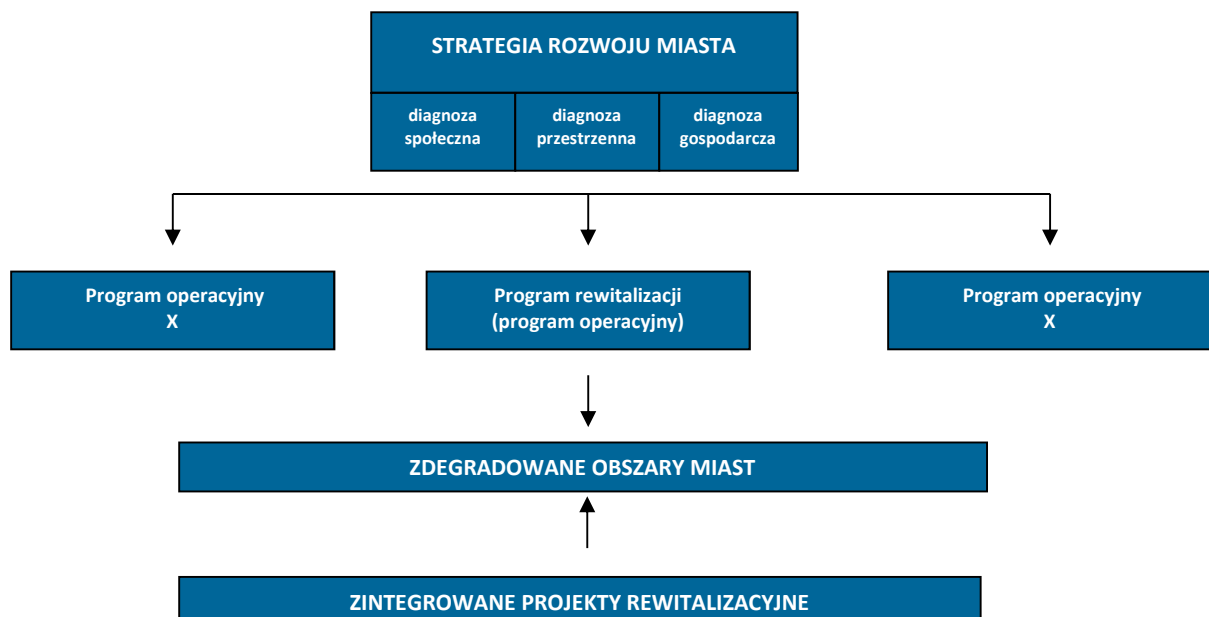 STRATEGIA ROZWOJU MIASTA
diagnoza
społeczna
diagnoza
przestrzenna
diagnoza
gospodarcza
Program operacyjny
X
Program rewitalizacji
(program operacyjny)
Program operacyjny
X
ZDEGRADOWANE OBSZARY MIAST
ZINTEGROWANE PROJEKTY REWITALIZACYJNE